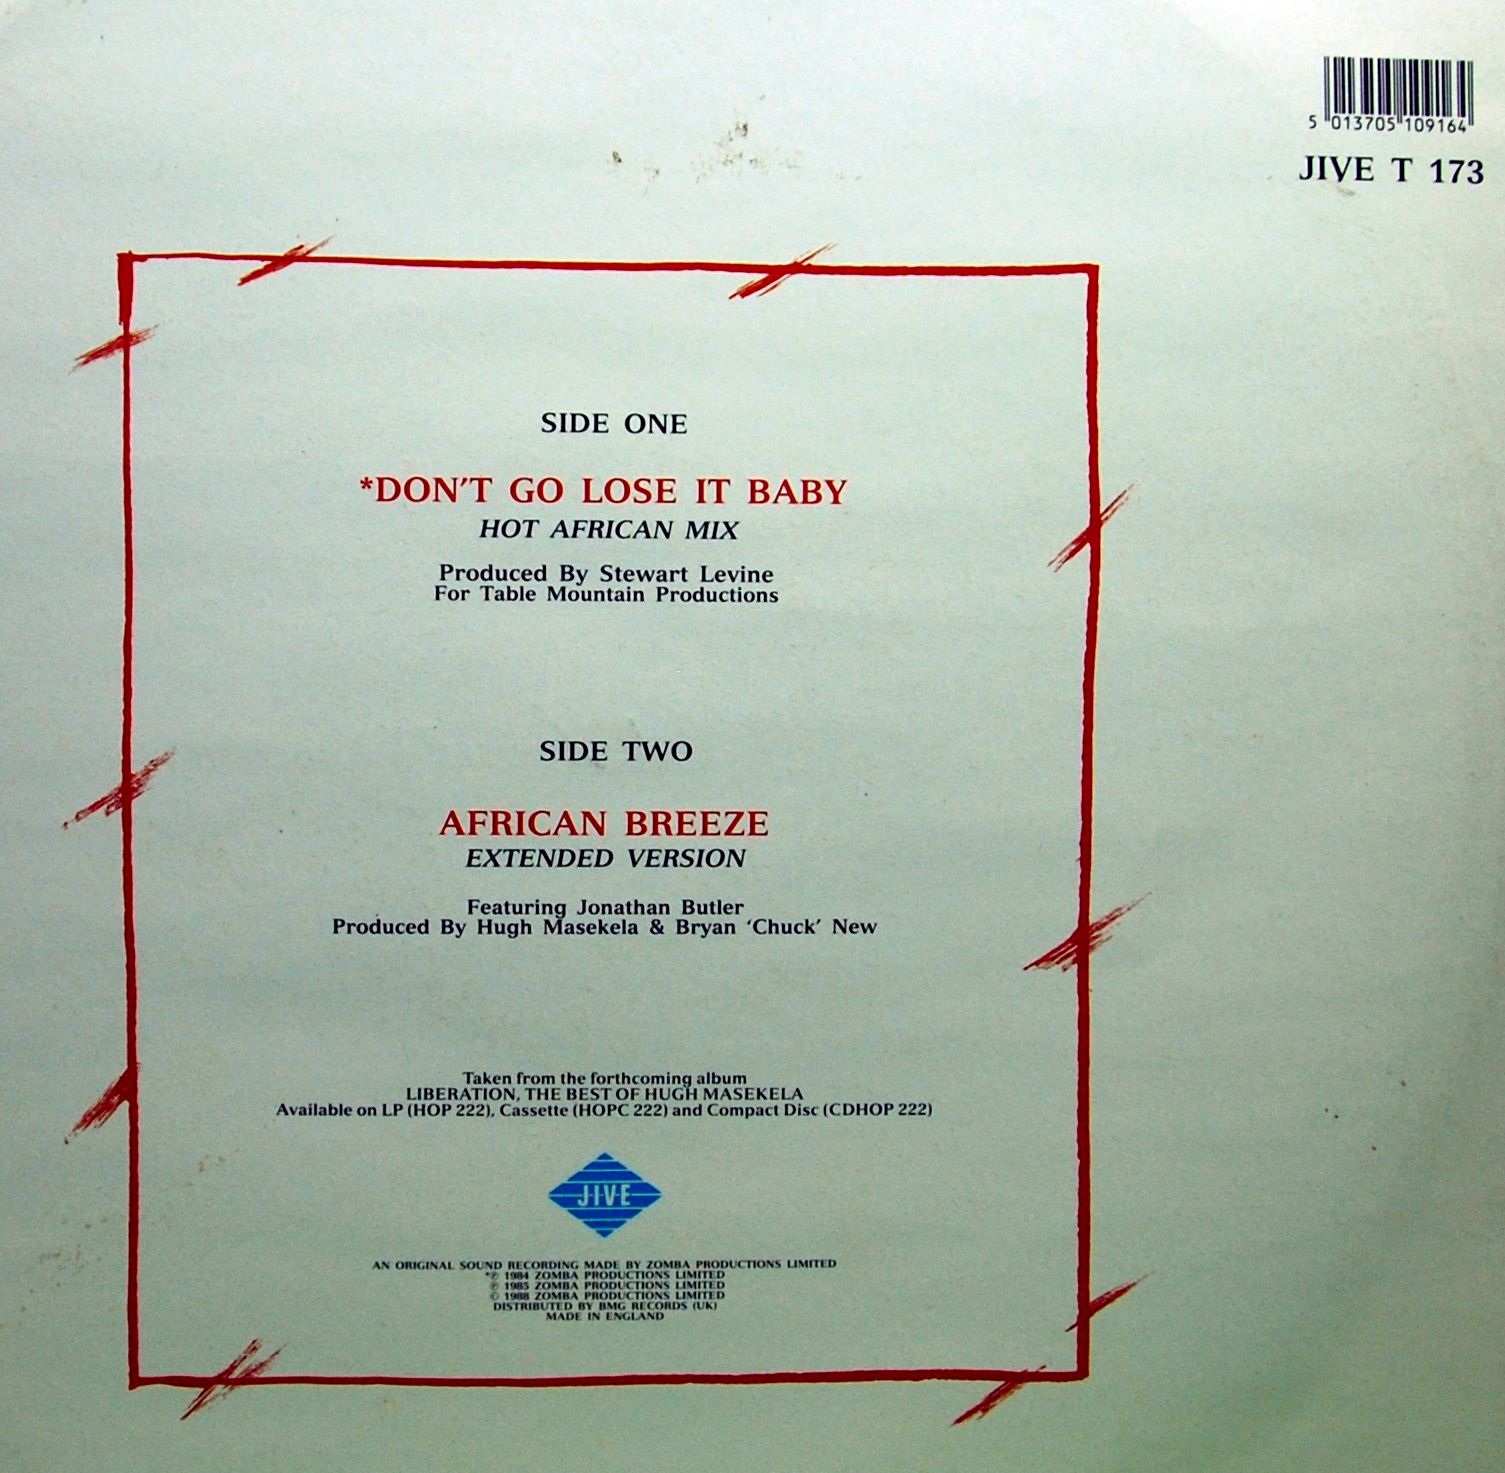 5 013705 109164
JIVE T 173
SIDE ONE
*DON'T GO LOSE IT BABY
HOT AFRICAN MIX
Produced By Stewart Levine
For Table Mountain Productions
SIDE TWO
AFRICAN BREEZE
EXTENDED VERSION
Featuring Jonathan Butler
Produced By Hugh Masekela & Bryan ‘Chuck’ New
Taken from the forthcoming album
LIBERATION, THE BEST OF HUGH MASEKELA
Available on LP (HOP 222), Cassette (HOPC 222) and Compact Disc (CDHOP 222)
JIVE
AN ORIGINAL SOUND RECORDING MADE BY ZOMBA PRODUCTIONS LIMITED
*℗ 1984 ZOMBA PRODUCTIONS LIMITED
℗ 1985 ZOMBA PRODUCTIONS LIMITED
© 1988 ZOMBA PRODUCTIONS LIMITED
DISTRIBUTED BY BMG RECORDS (UK)
MADE IN ENGLAND